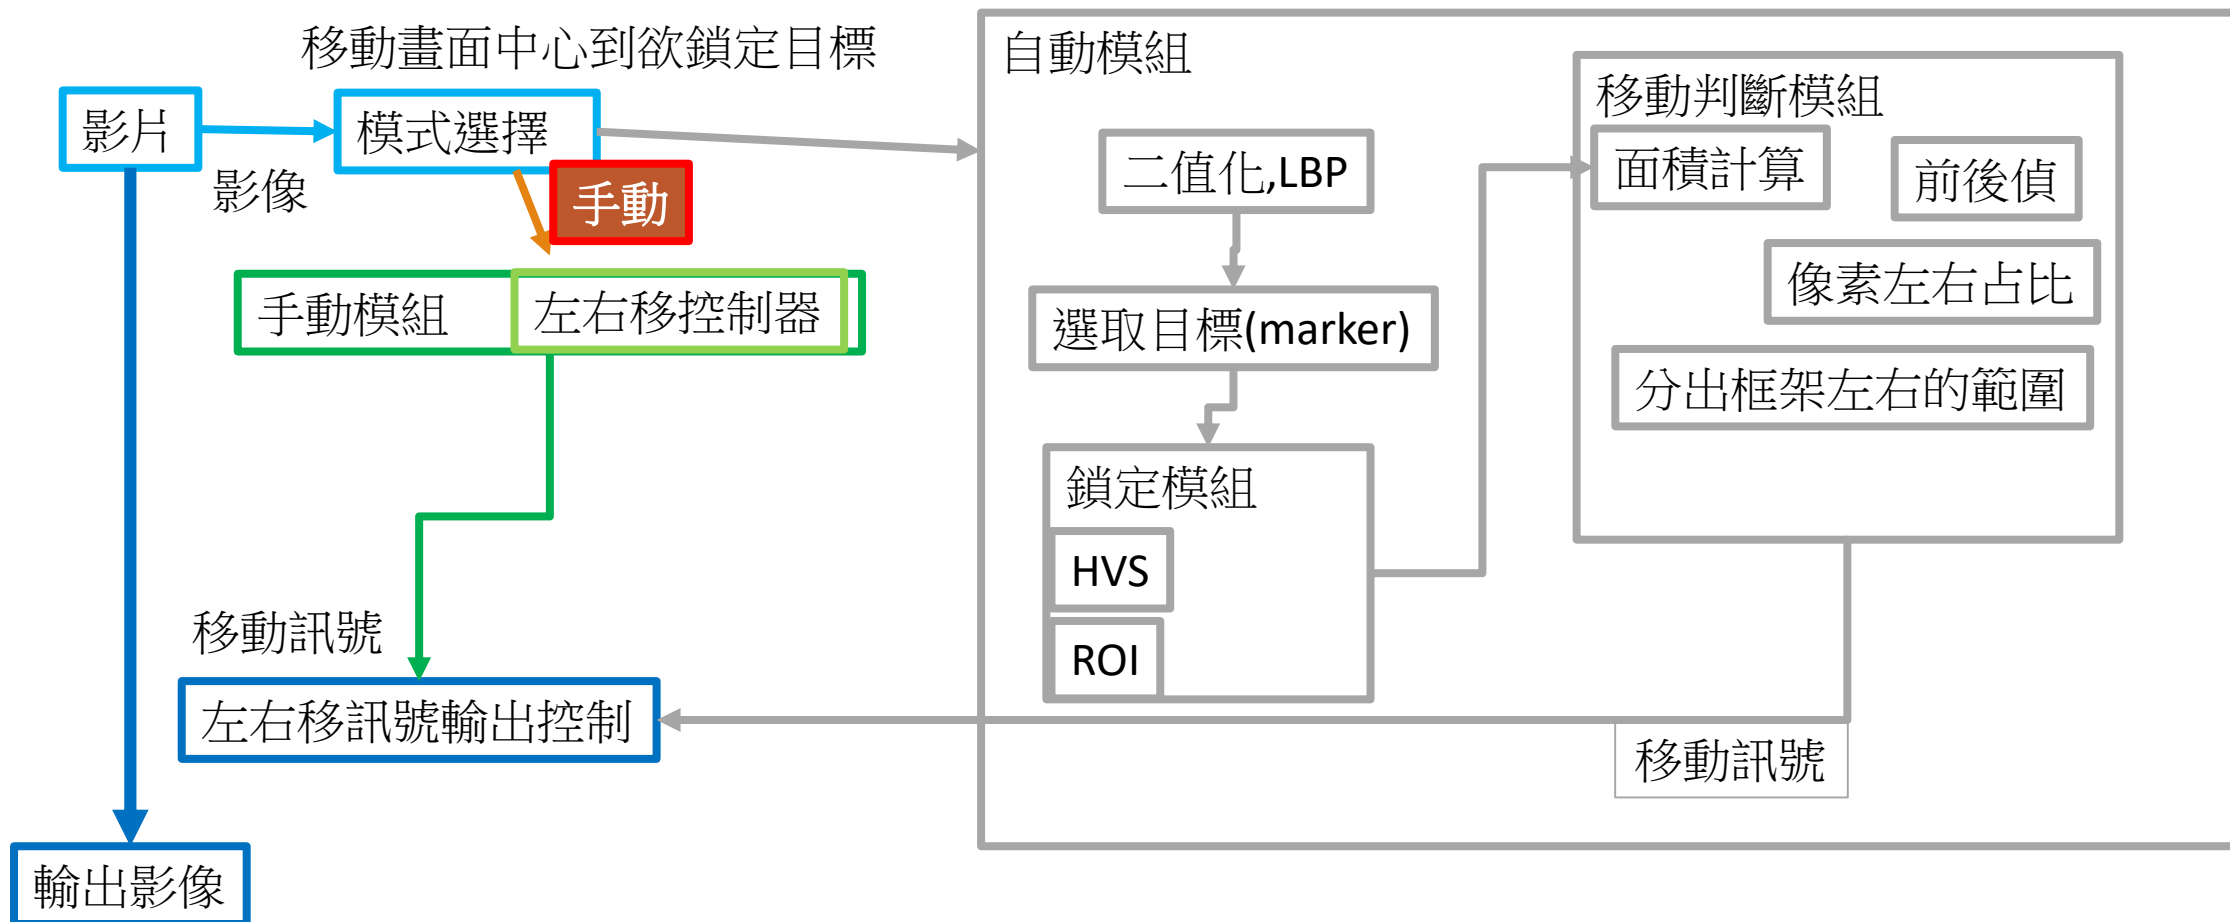 移動畫面中心到欲鎖定目標
影片
模式選擇
影像
手動
手動模組
左右移控制器
移動訊號
左右移訊號輸出控制
輸出影像
自動模組
二值化,LBP
選取目標(marker)
鎖定模組
HVS
ROI
移動判斷模組
面積計算
前後偵
像素左右占比
分出框架左右的範圍
移動訊號